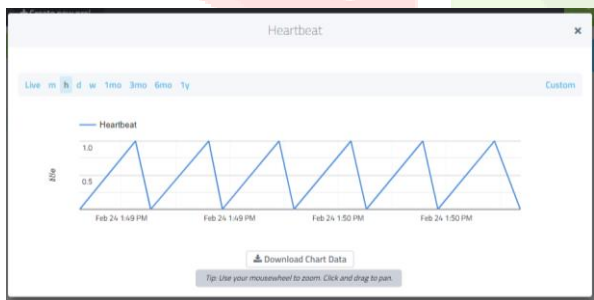 Heartbeat
×
Live m h d w 1mo 3mo 6mo 1y Custom
Heartbeat
1.0
title
0.5
Feb 24 1:49 PM Feb 24 1:49 PM Feb 24 1:50 PM Feb 24 1:50 PM
Download Chart Data
Tip: Use your mousewheel to zoom. Click and drag to pan.